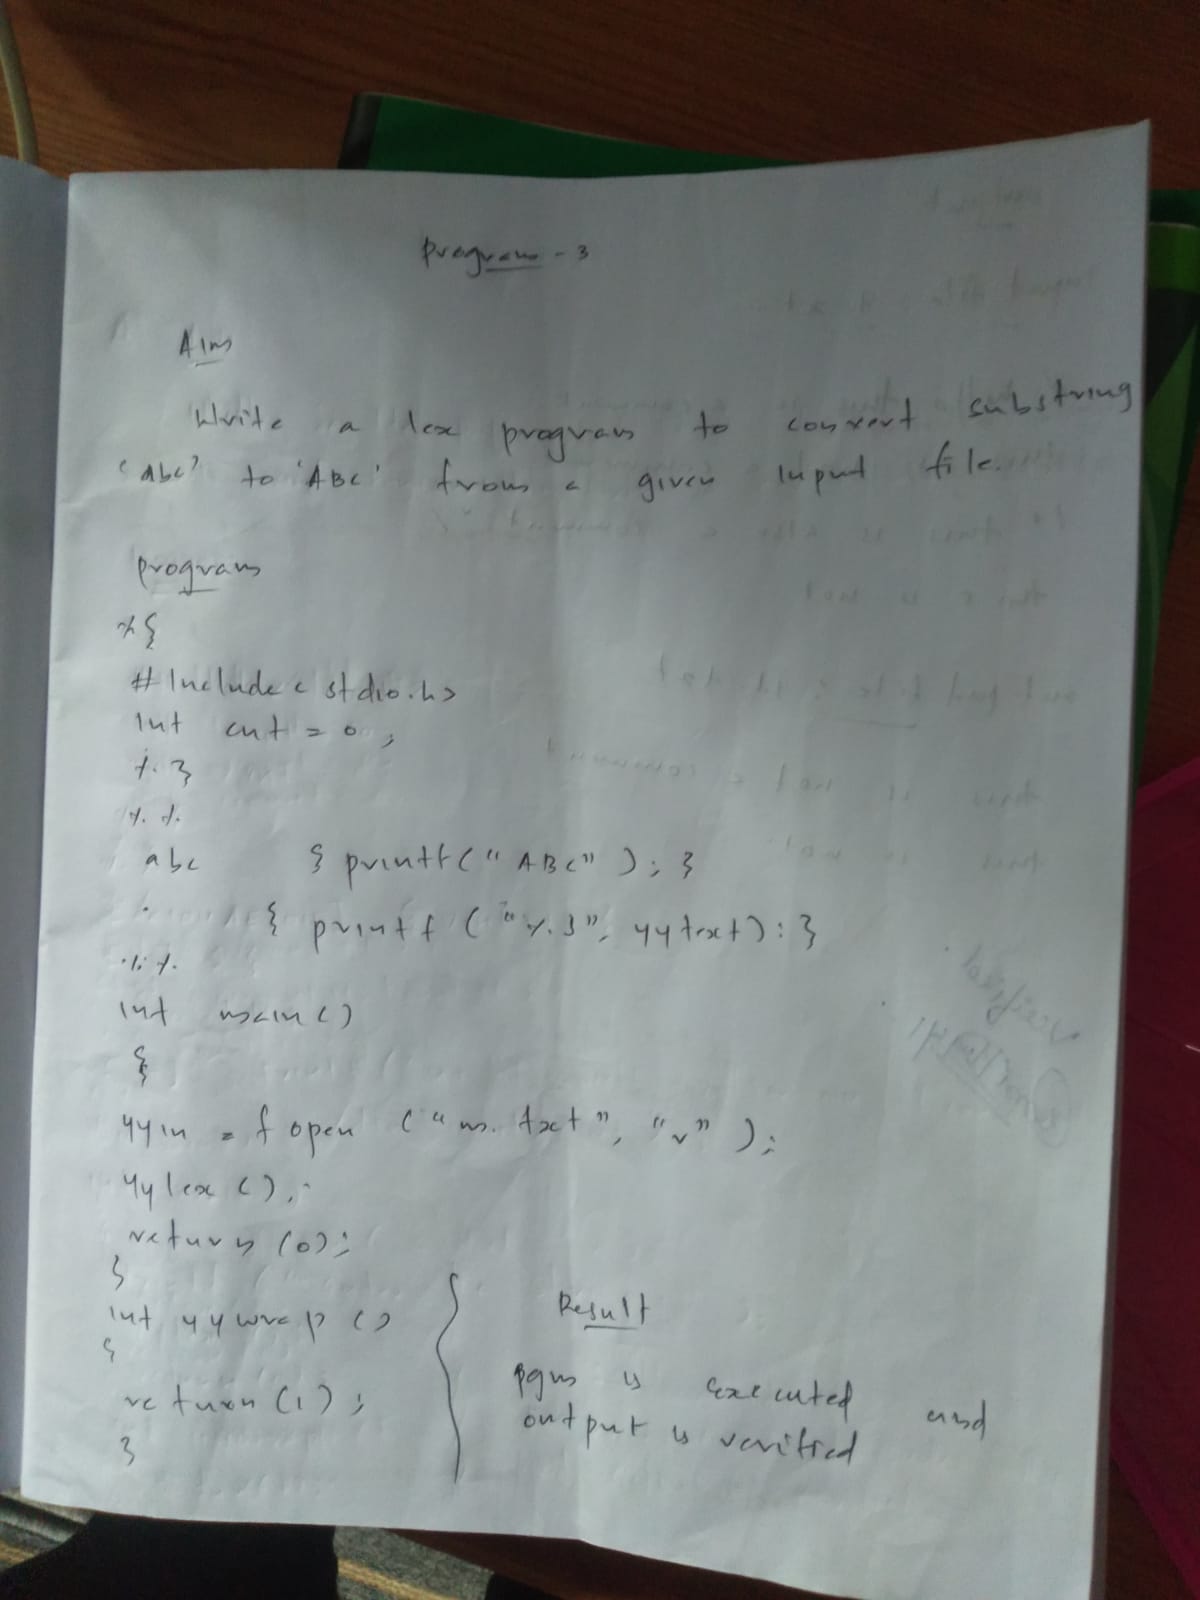 Program - 3
Aim
Write a lex program to convert substring
'abc' to 'ABC' from a given input file.
program
%{
#include<stdio.h>
int cnt = 0;
%}
%%
abc { printf("ABC"); }
. { printf("%s", yytext); }
%%
int main()
{
yyin = fopen("m.txt", "r");
yylex();
return(0);
}
int yywrap()
{
return(1);
}
Result
pgm is executed and
output is verified